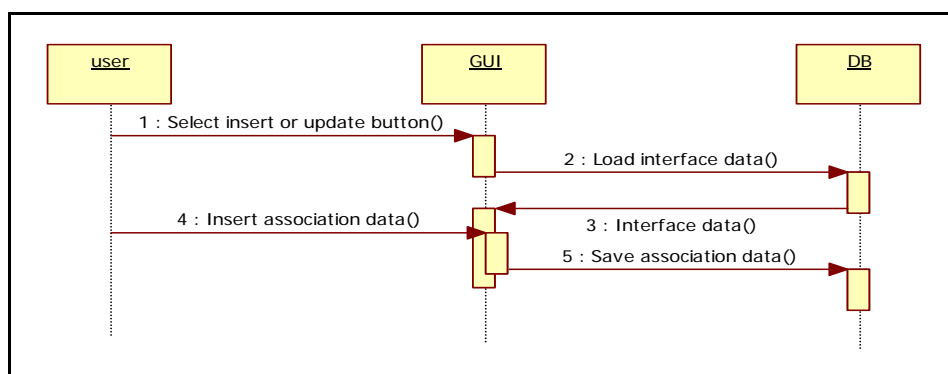 user
GUI
DB
1 : Select insert or update button()
2 : Load interface data()
4 : Insert association data()
3 : Interface data()
5 : Save association data()